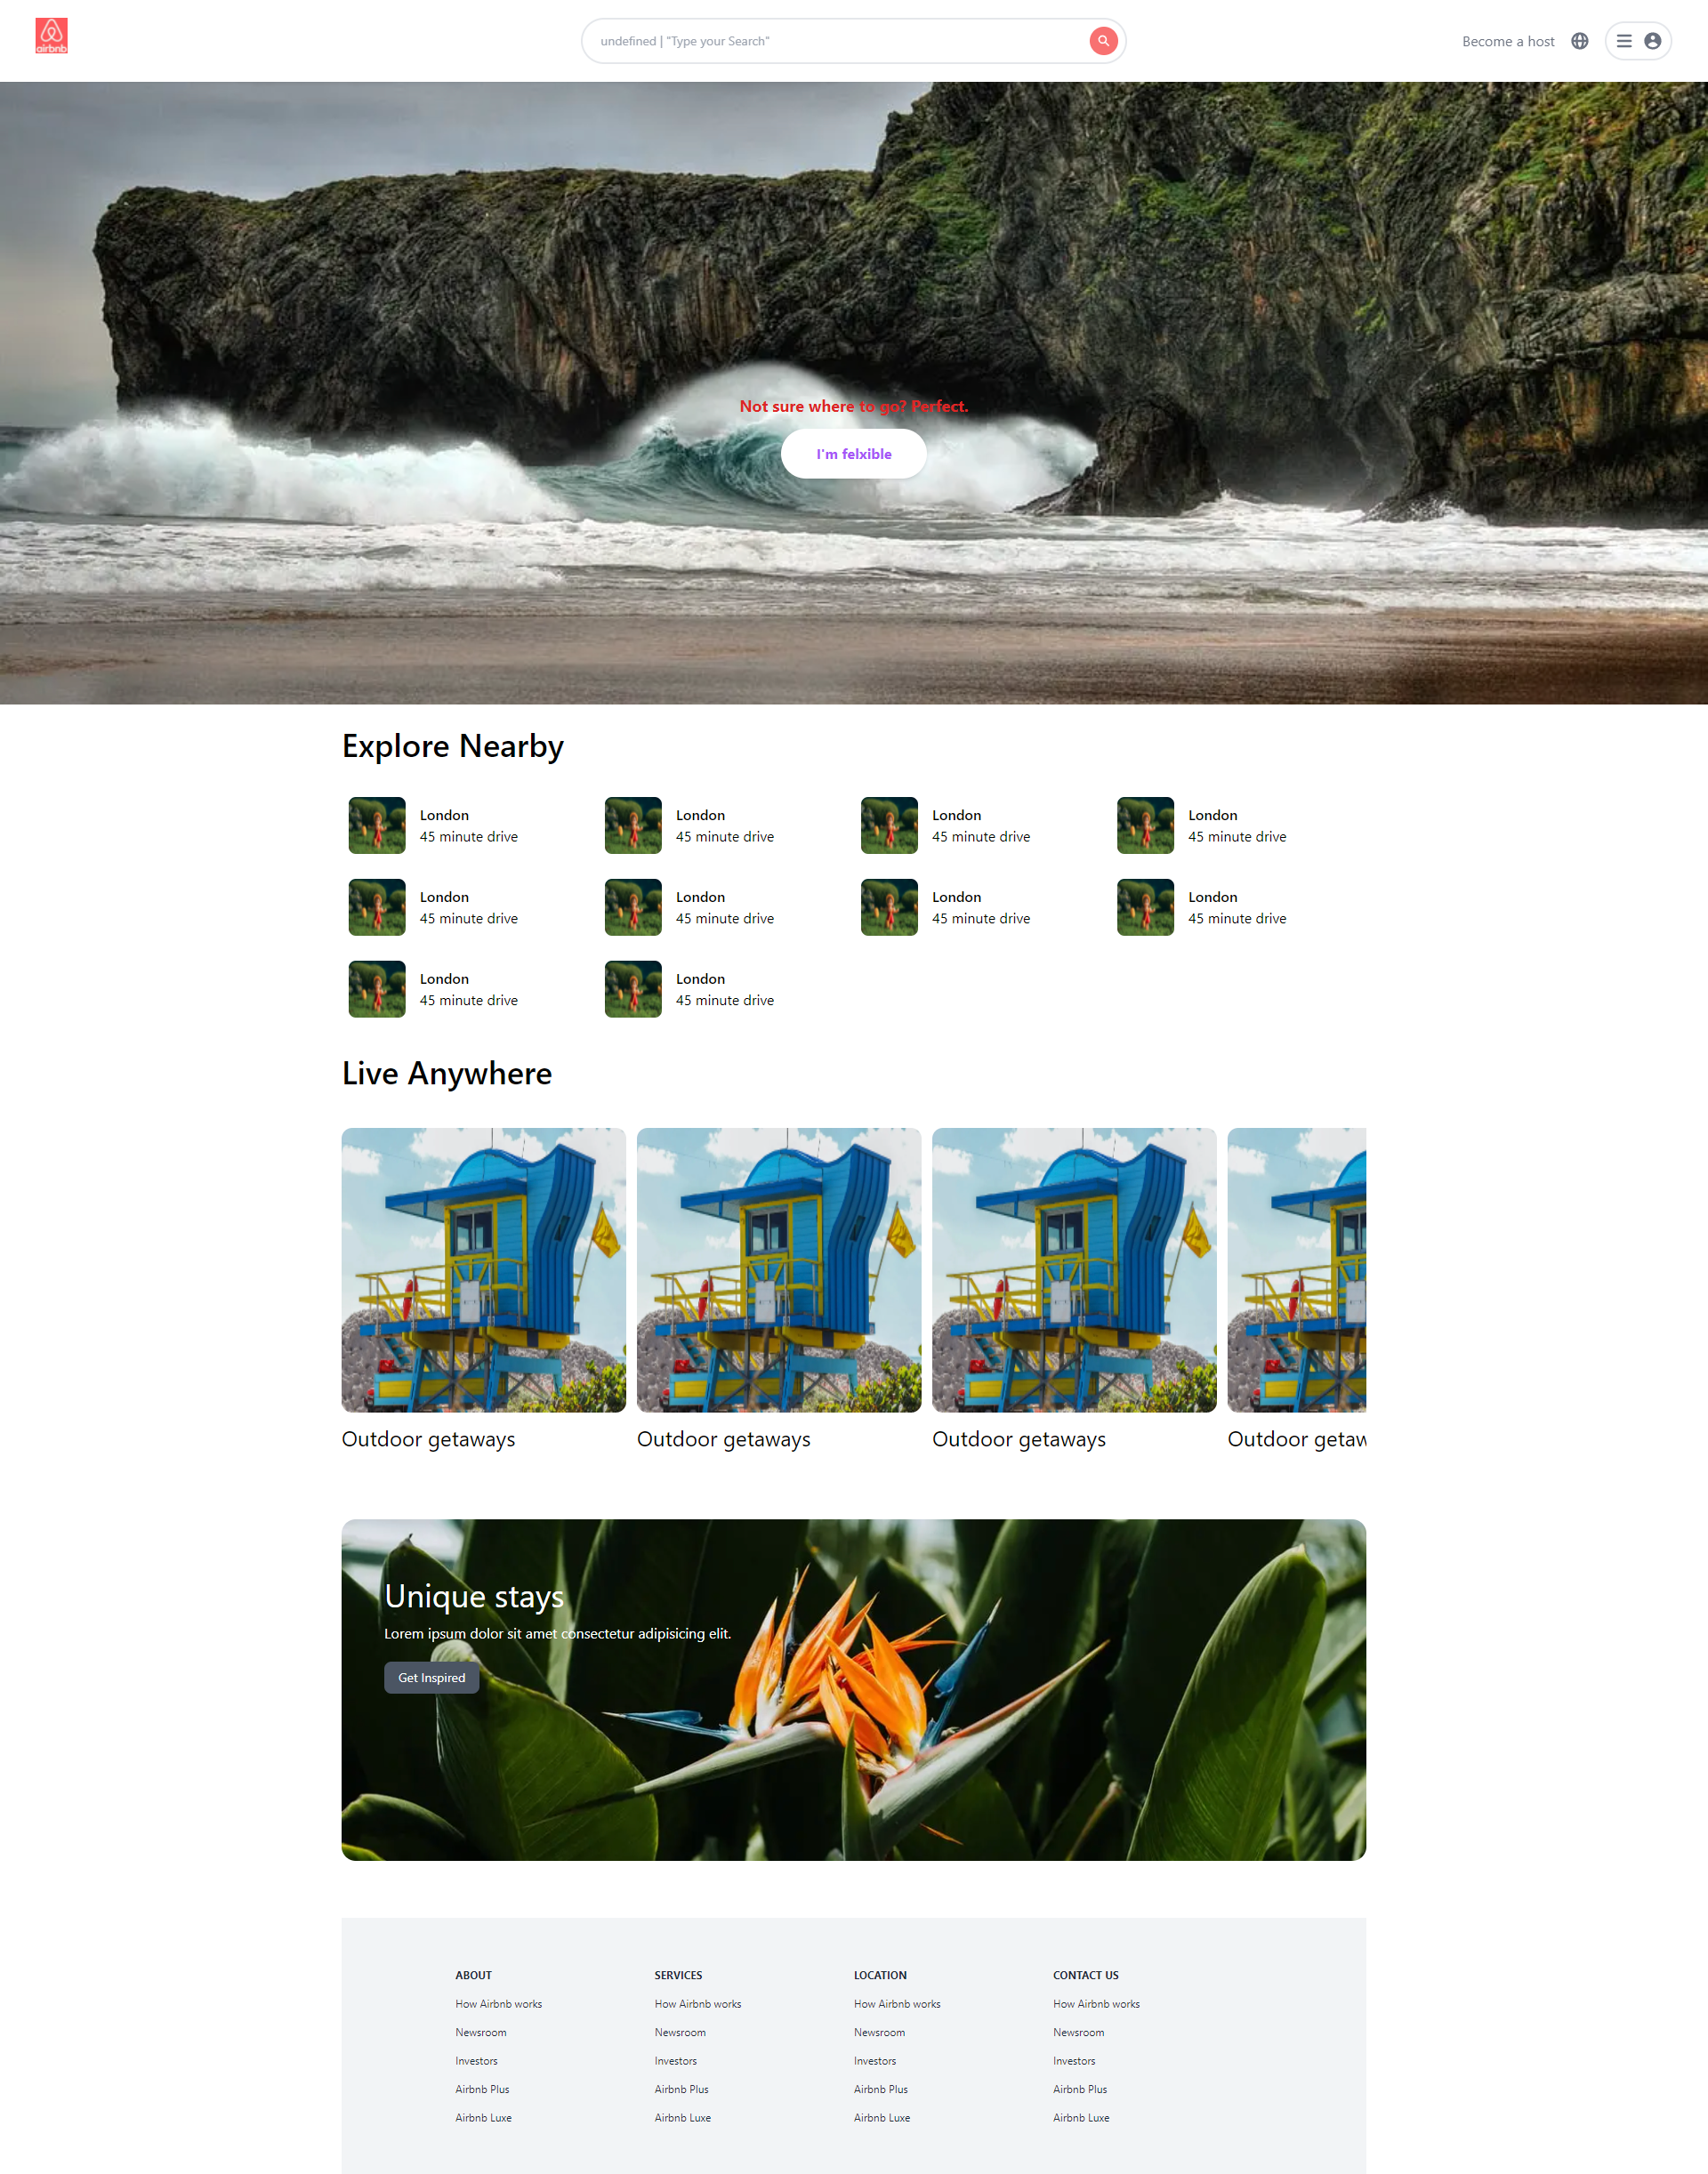 airbnb
undefined | "Type your Search"
Become a host
Not sure where to go? Perfect.
I'm felxible
Explore Nearby
London
45 minute drive
London
45 minute drive
London
45 minute drive
London
45 minute drive
London
45 minute drive
London
45 minute drive
London
45 minute drive
London
45 minute drive
London
45 minute drive
London
45 minute drive
Live Anywhere
Outdoor getaways
Outdoor getaways
Outdoor getaways
Outdoor getaw
Unique stays
Lorem ipsum dolor sit amet consectetur adipisicing elit.
Get Inspired
ABOUT
How Airbnb works
Newsroom
Investors
Airbnb Plus
Airbnb Luxe
SERVICES
How Airbnb works
Newsroom
Investors
Airbnb Plus
Airbnb Luxe
LOCATION
How Airbnb works
Newsroom
Investors
Airbnb Plus
Airbnb Luxe
CONTACT US
How Airbnb works
Newsroom
Investors
Airbnb Plus
Airbnb Luxe